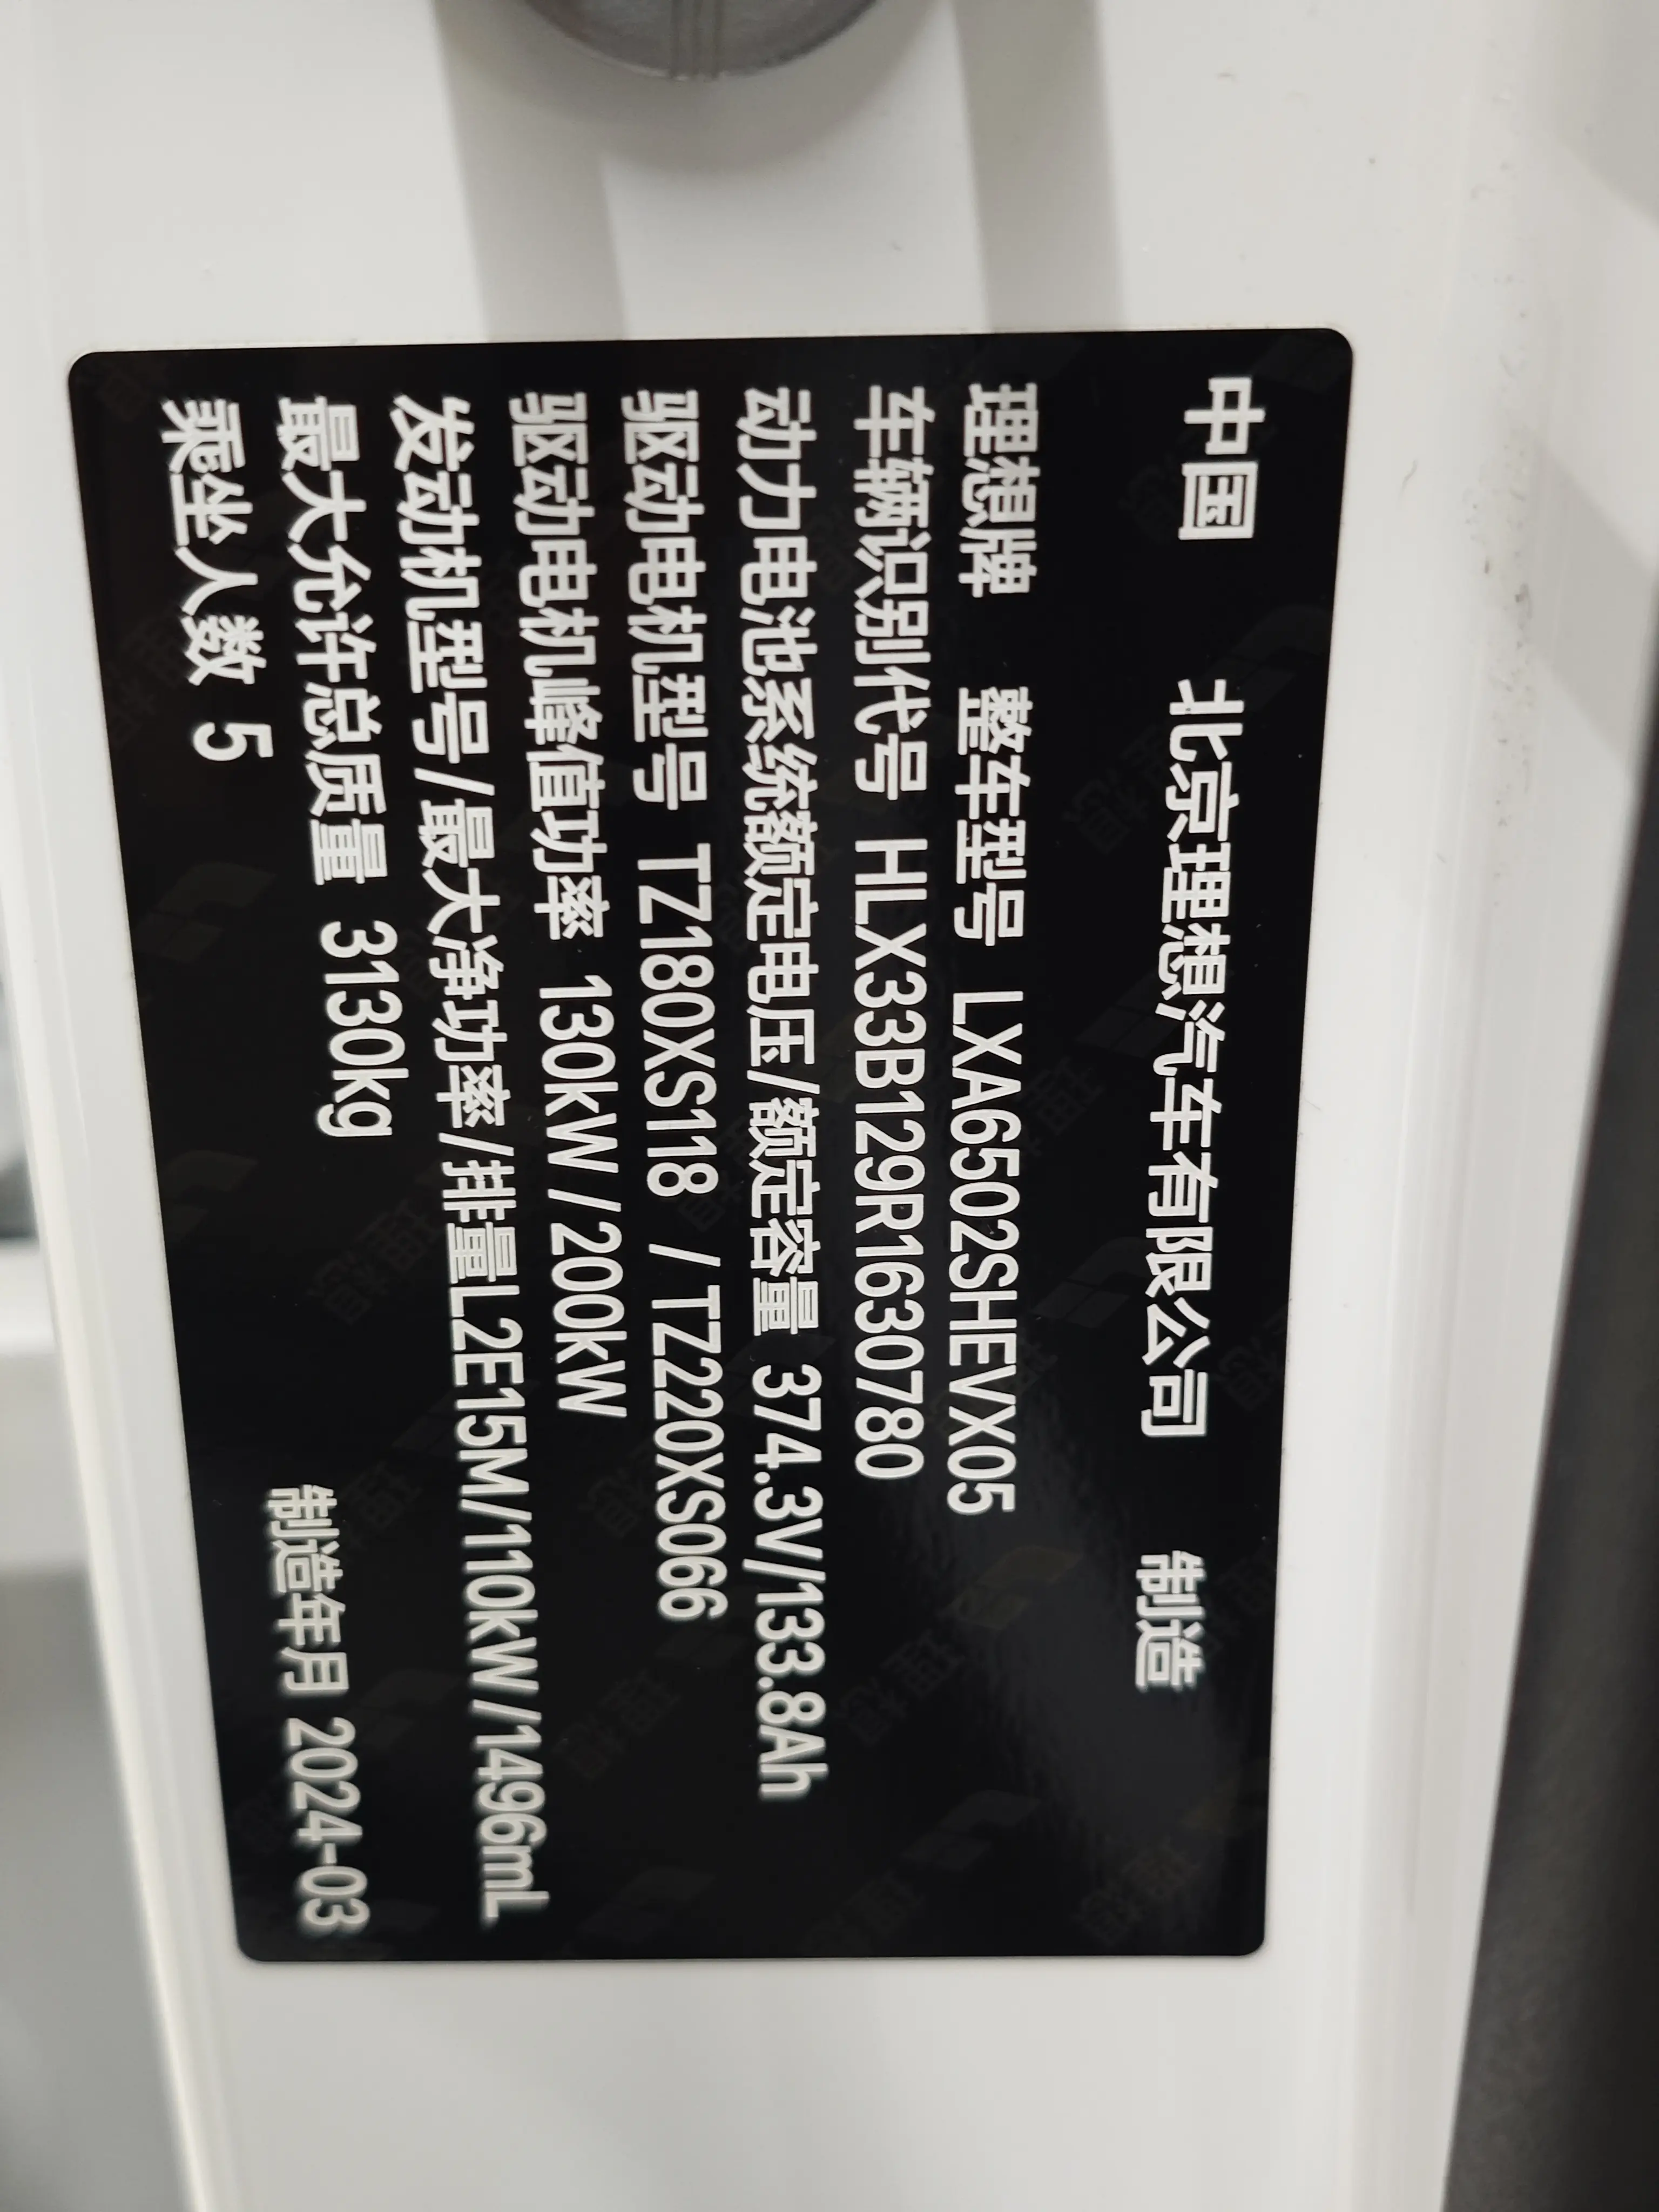 中国 北京理想汽车有限公司 制造
理想牌 整车型号 LXA6502SHEVX05
车辆识别代号 HLX33B129R1630780
动力电池系统额定电压/额定容量 374.3V/133.8Ah
驱动电机型号 TZ180XS118 / TZ220XS066
驱动电机峰值功率 130kW / 200kW
发动机型号/最大净功率/排量L2E15M/110kW/1496mL
最大允许总质量 3130kg
乘坐人数 5 制造年月 2024-03